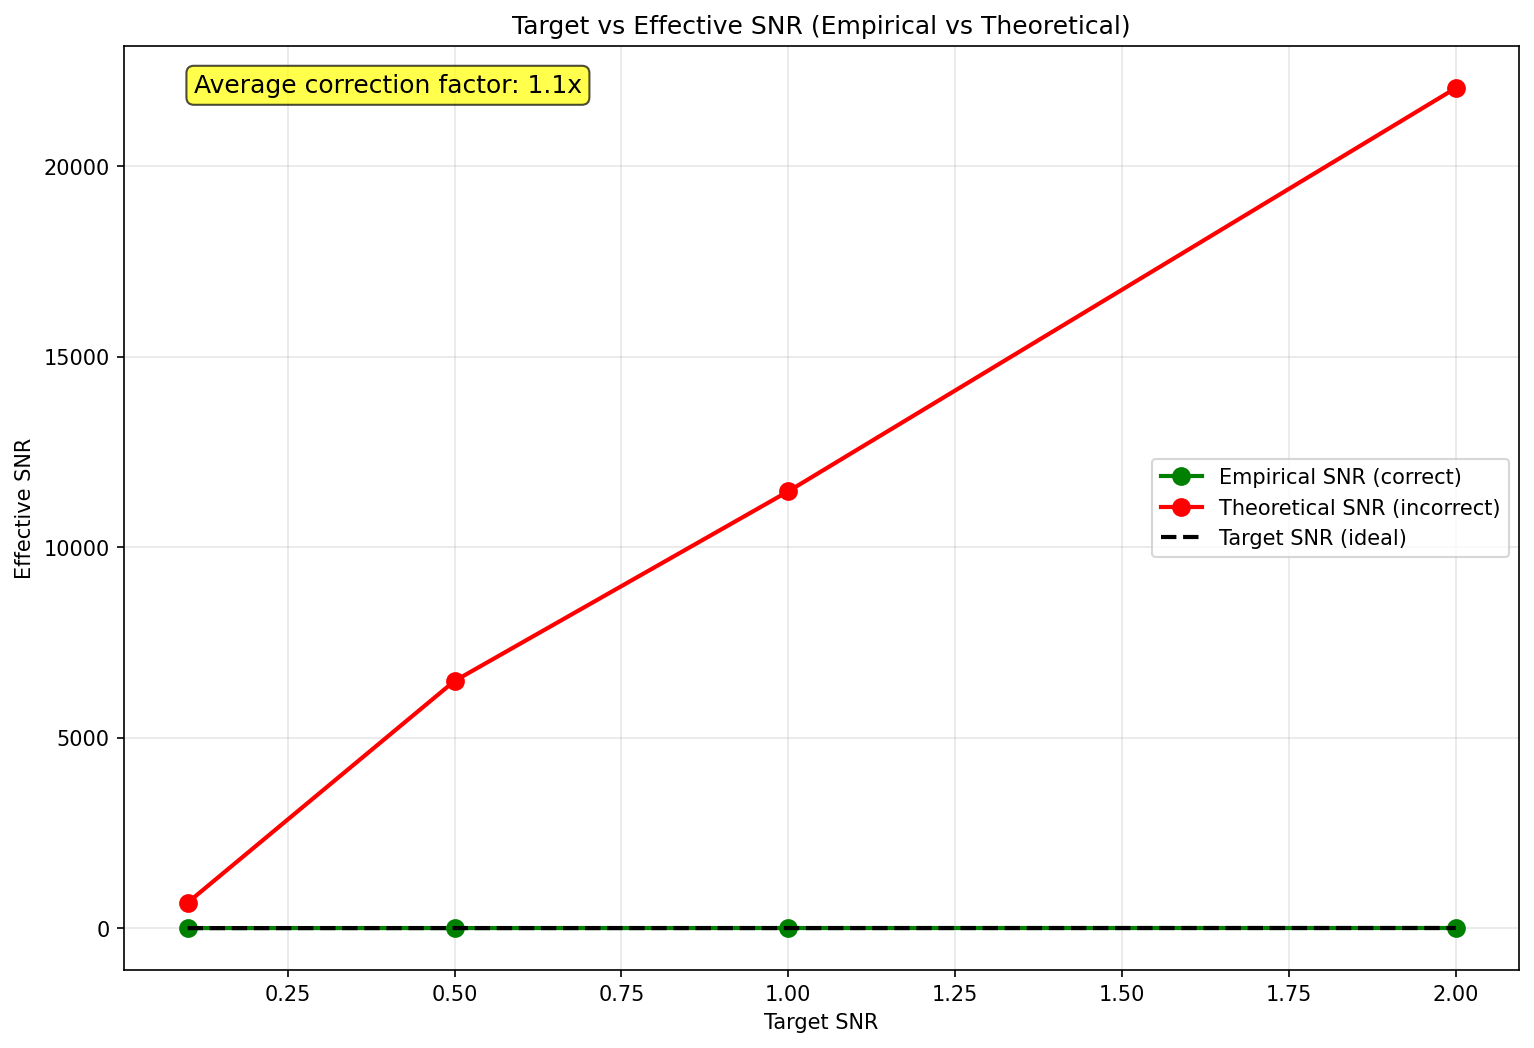 Target vs Effective SNR (Empirical vs Theoretical)
Average correction factor: 1.1x
20000
15000
10000
5000
0
Effective SNR
Empirical SNR (correct)
Theoretical SNR (incorrect)
Target SNR (ideal)
0.25
0.50
0.75
1.00
1.25
1.50
1.75
2.00
Target SNR